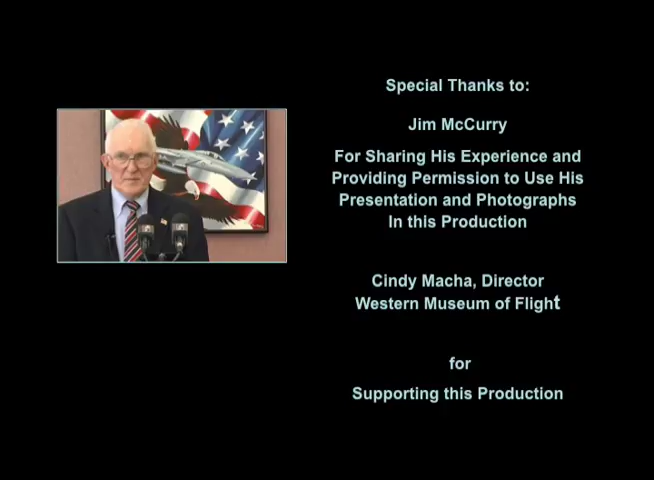 Special Thanks to:
Jim McCurry
For Sharing His Experience and
Providing Permission to Use His
Presentation and Photographs
In this Production
Cindy Macha, Director
Western Museum of Flight
for
Supporting this Production